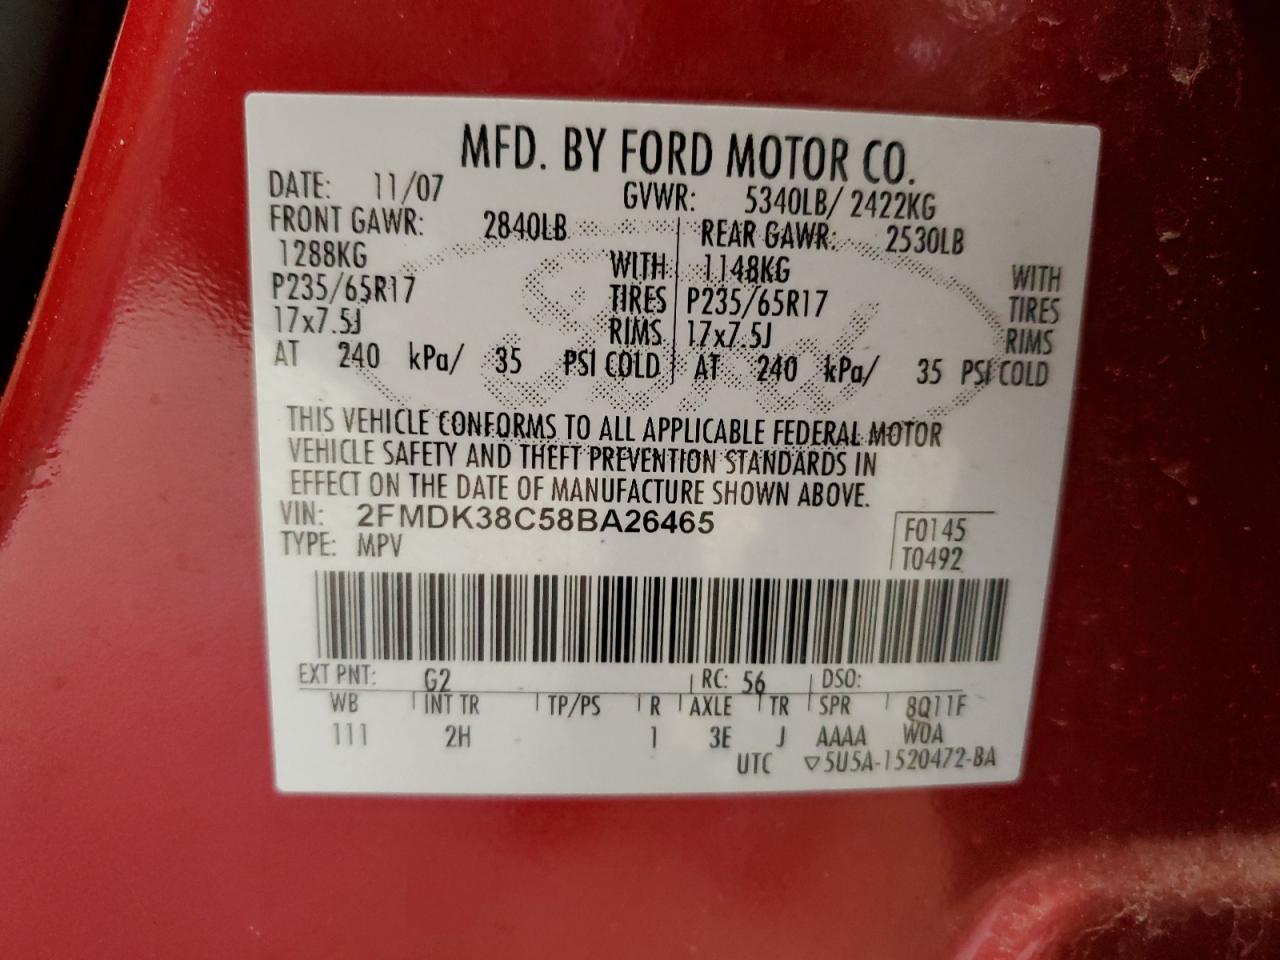 MFD. BY FORD MOTOR CO.
DATE: 11/07 GVWR: 5340LB/ 2422KG
FRONT GAWR: 2840LB REAR GAWR: 2530LB
1288KG WITH 1148KG WITH
P235/65R17 TIRES P235/65R17 TIRES
17x7.5J RIMS 17x7.5J RIMS
AT 240 kPa/ 35 PSI COLD AT 240 kPa/ 35 PSI COLD
THIS VEHICLE CONFORMS TO ALL APPLICABLE FEDERAL MOTOR
VEHICLE SAFETY AND THEFT PREVENTION STANDARDS IN
EFFECT ON THE DATE OF MANUFACTURE SHOWN ABOVE.
VIN: 2FMDK38C58BA26465 F0145
TYPE: MPV T0492
EXT PNT: G2 RC: 56 DSO:
WB INT TR TP/PS R AXLE TR SPR 8Q11F
111 2H 1 3E J AAAA WOA
UTC ▽5U5A-1520472-BA